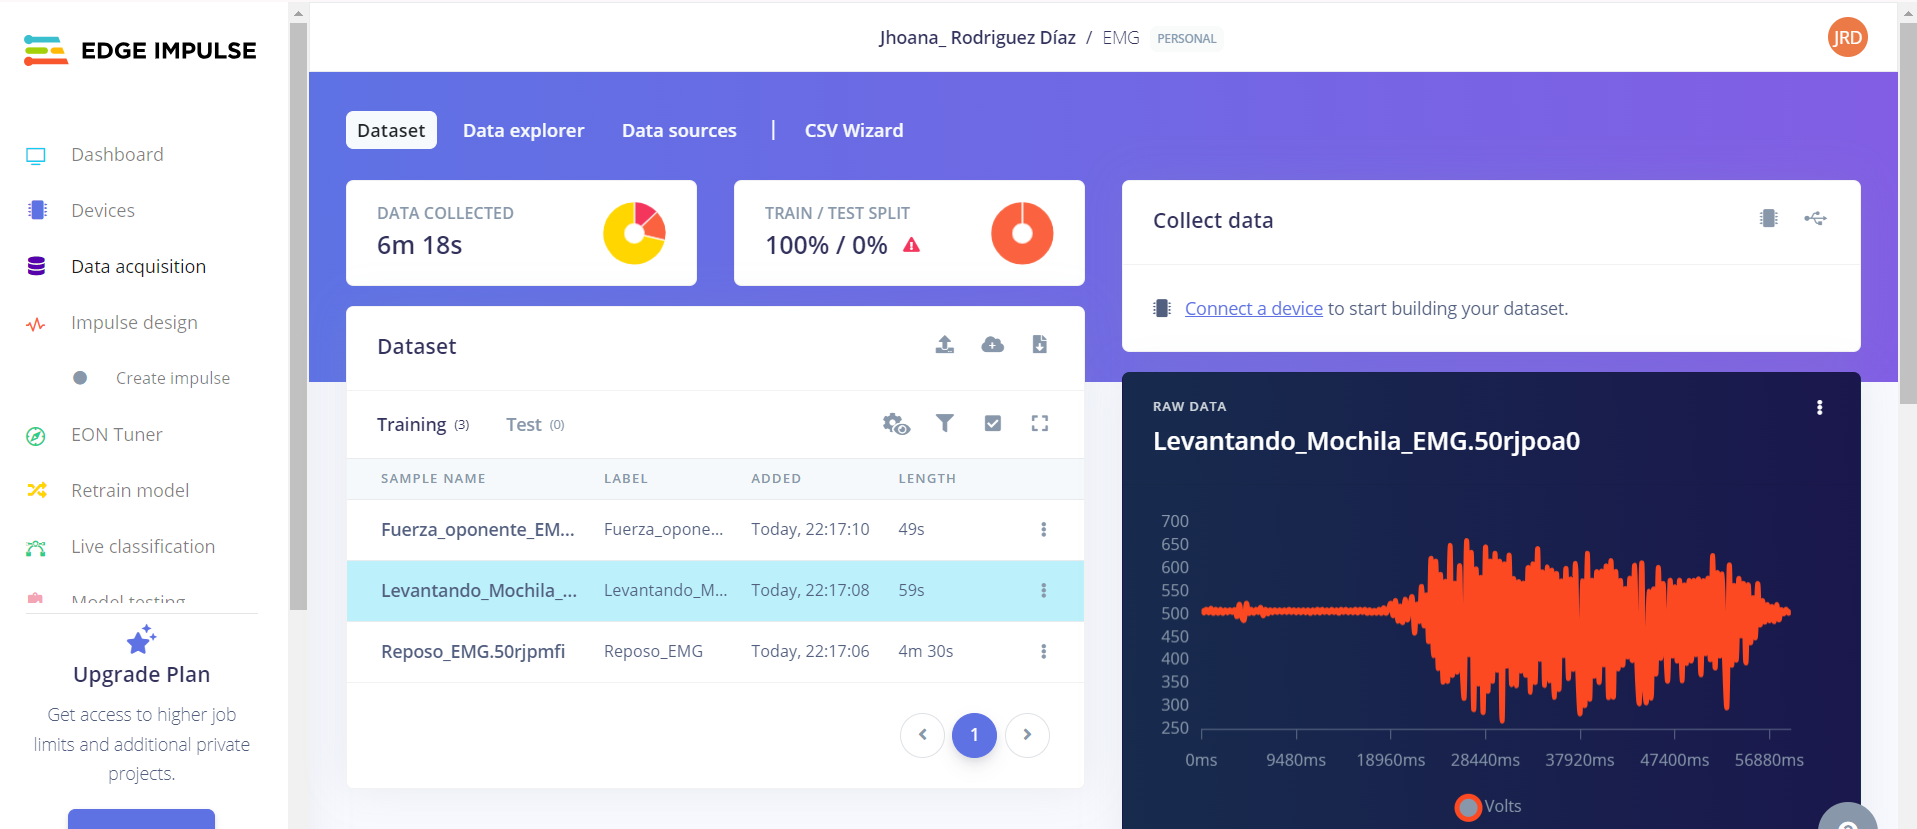 EDGE IMPULSE
Jhoana_ Rodriguez Díaz / EMG PERSONAL
JRD
Dashboard
Devices
Data acquisition
Impulse design
Create impulse
EON Tuner
Retrain model
Live classification
Model testing
Upgrade Plan
Get access to higher job
limits and additional private
projects.
Dataset Data explorer Data sources | CSV Wizard
DATA COLLECTED
6m 18s
TRAIN / TEST SPLIT
100% / 0%
Collect data
Connect a device to start building your dataset.
Dataset
Training (3) Test (0)
SAMPLE NAME LABEL ADDED LENGTH
Fuerza_oponente_EM... Fuerza_opone... Today, 22:17:10 49s
Levantando_Mochila_... Levantando_M... Today, 22:17:08 59s
Reposo_EMG.50rjpmfi Reposo_EMG Today, 22:17:06 4m 30s
1
RAW DATA
Levantando_Mochila_EMG.50rjpoa0
700
650
600
550
500
450
400
350
300
250
0ms 9480ms 18960ms 28440ms 37920ms 47400ms 56880ms
Volts